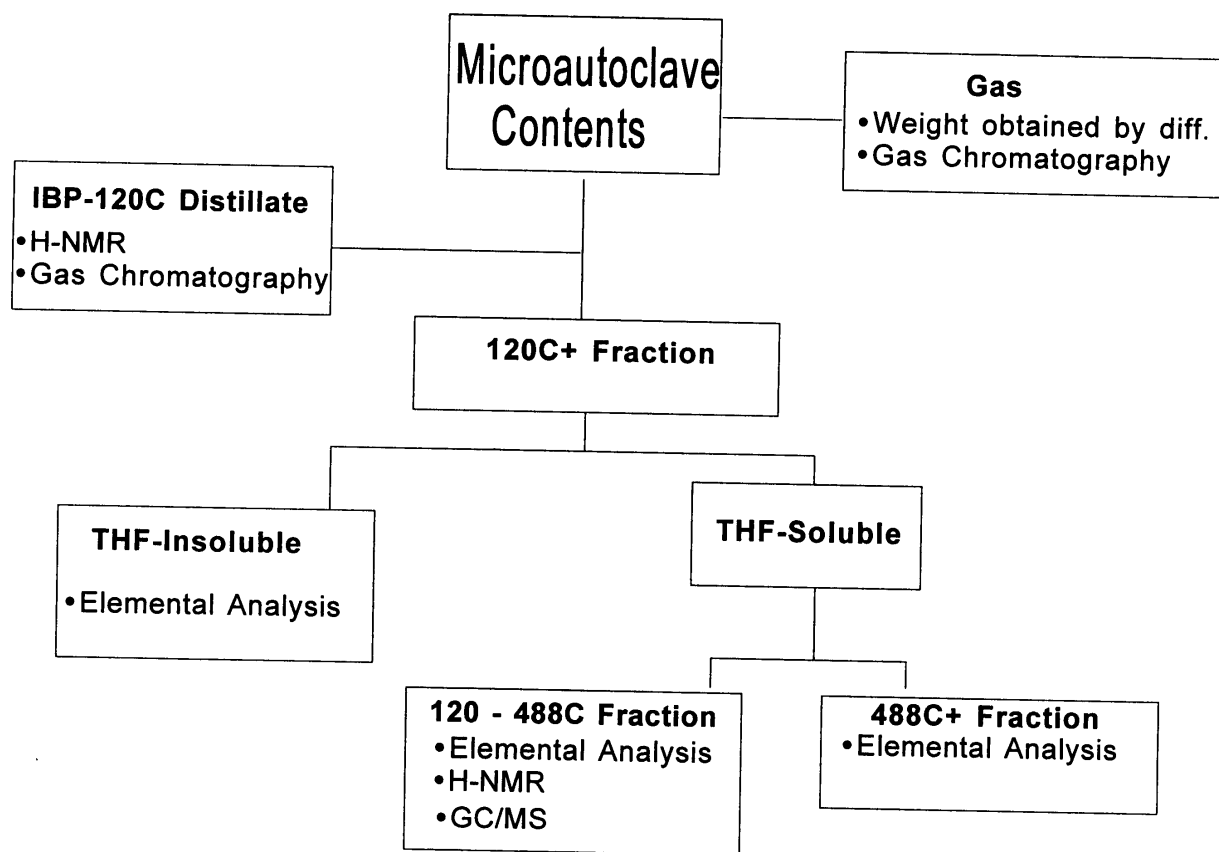 Microautoclave
Contents
Gas
•Weight obtained by diff.
•Gas Chromatography
IBP-120C Distillate
•H-NMR
•Gas Chromatography
120C+ Fraction
THF-Insoluble
•Elemental Analysis
THF-Soluble
120 - 488C Fraction
•Elemental Analysis
•H-NMR
•GC/MS
488C+ Fraction
•Elemental Analysis